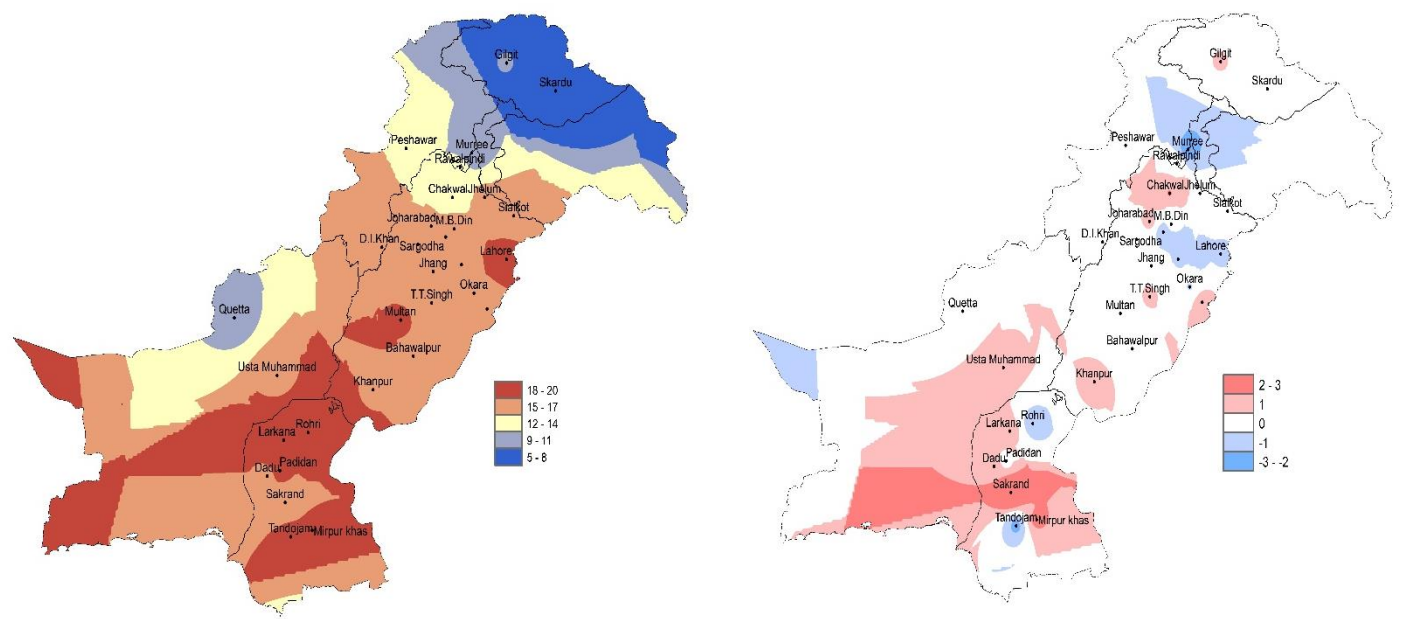 Gilgit
Skardu
Peshawar
Murree
Rawalpindi
Chakwal
Jhelum
Sialkot
Joharabad
M.B.Din
D.I.Khan
Sargodha
Lahore
Jhang
Okara
T.T.Singh
Quetta
Multan
Bahawalpur
Usta Muhammad
Khanpur
Larkana
Rohri
Dadu
Padidan
Sakrand
Tandojam
Mirpur khas
18 - 20
15 - 17
12 - 14
9 - 11
5 - 8
Gilgit
Skardu
Peshawar
Murree
Rawalpindi
Chakwal
Jhelum
Sialkot
Joharabad
M.B.Din
D.I.Khan
Sargodha
Lahore
Jhang
Okara
T.T.Singh
Quetta
Multan
Bahawalpur
Usta Muhammad
Khanpur
Larkana
Rohri
Dadu
Padidan
Sakrand
Tandojam
Mirpur khas
2 - 3
1
0
-1
-3 - -2